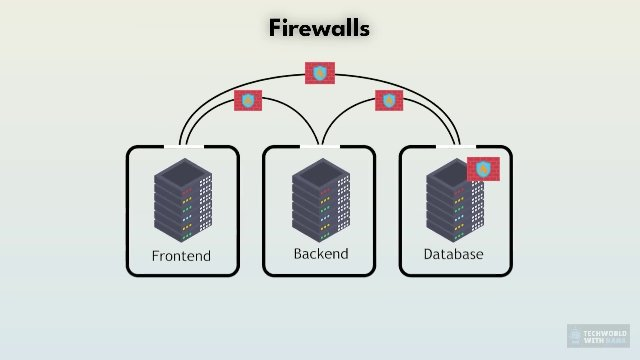 Firewalls
Frontend
Backend
Database
TECHWORLD
WITH NANA